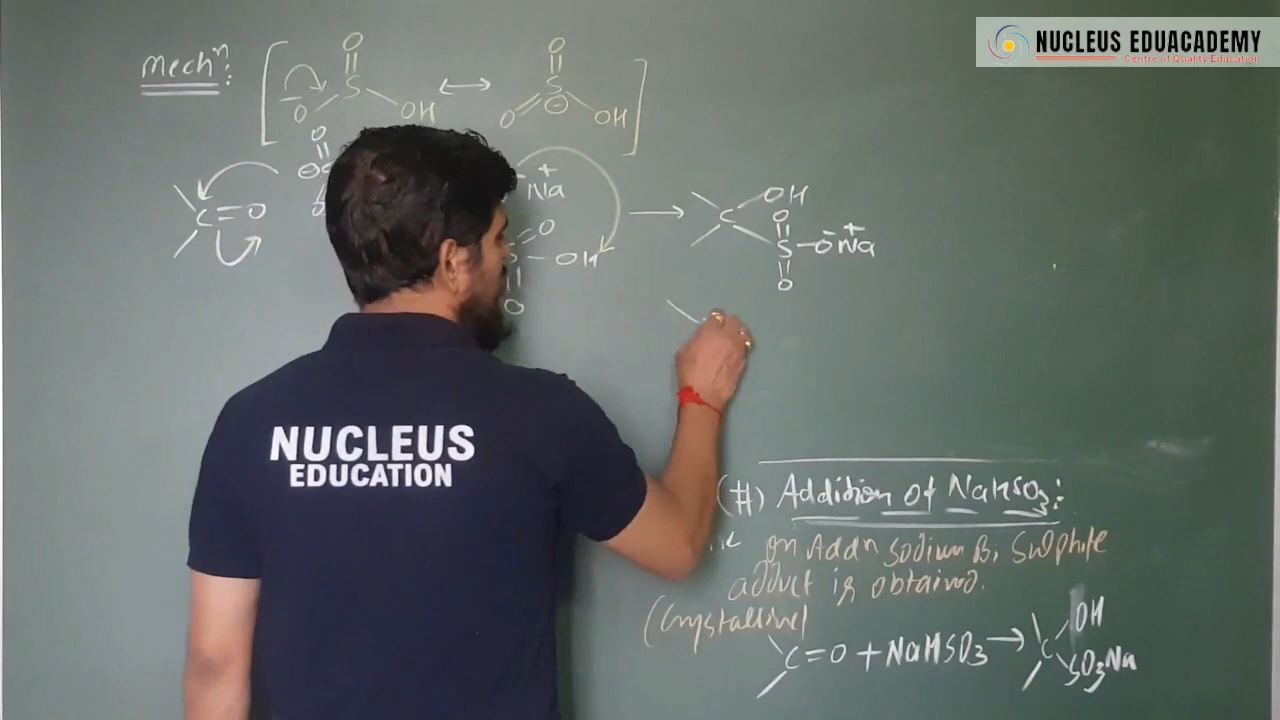 NUCLEUS EDUACADEMY
Centre of Quality Education
Mechⁿ:
O O
S S
O OH ↔ O ⊖ OH
O
⊖
C=O
+
Na
O
OH
O
→
C
OH
O
S-O⁻Na⁺
O
NUCLEUS
EDUCATION
(#) Addition of NaHSO₃:
on Addⁿ sodium Bi Sulphite
adduct is obtained.
(Crystalline)
C=O + NaHSO₃ →
C
OH
SO₃Na